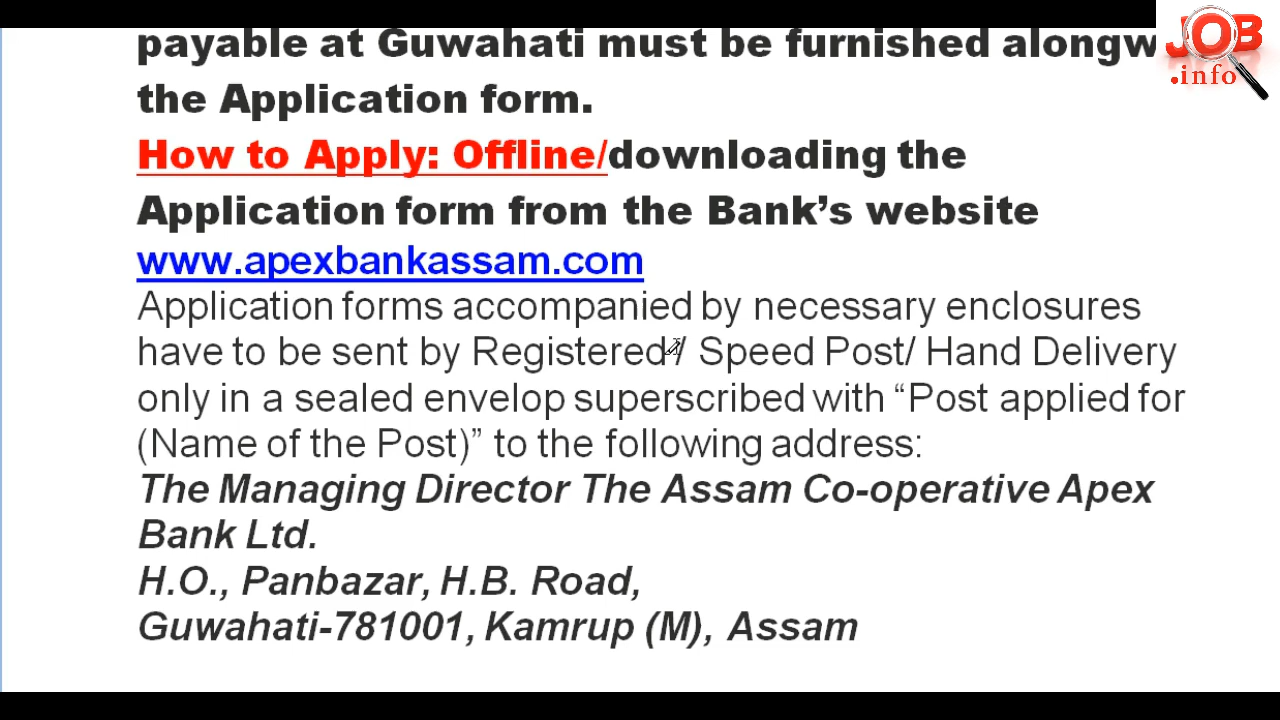 payable at Guwahati must be furnished alongw
the Application form.
How to Apply: Offline/downloading the
Application form from the Bank’s website
www.apexbankassam.com
Application forms accompanied by necessary enclosures
have to be sent by Registered/ Speed Post/ Hand Delivery
only in a sealed envelop superscribed with “Post applied for
(Name of the Post)” to the following address:
The Managing Director The Assam Co-operative Apex
Bank Ltd.
H.O., Panbazar, H.B. Road,
Guwahati-781001, Kamrup (M), Assam
JOB
.info